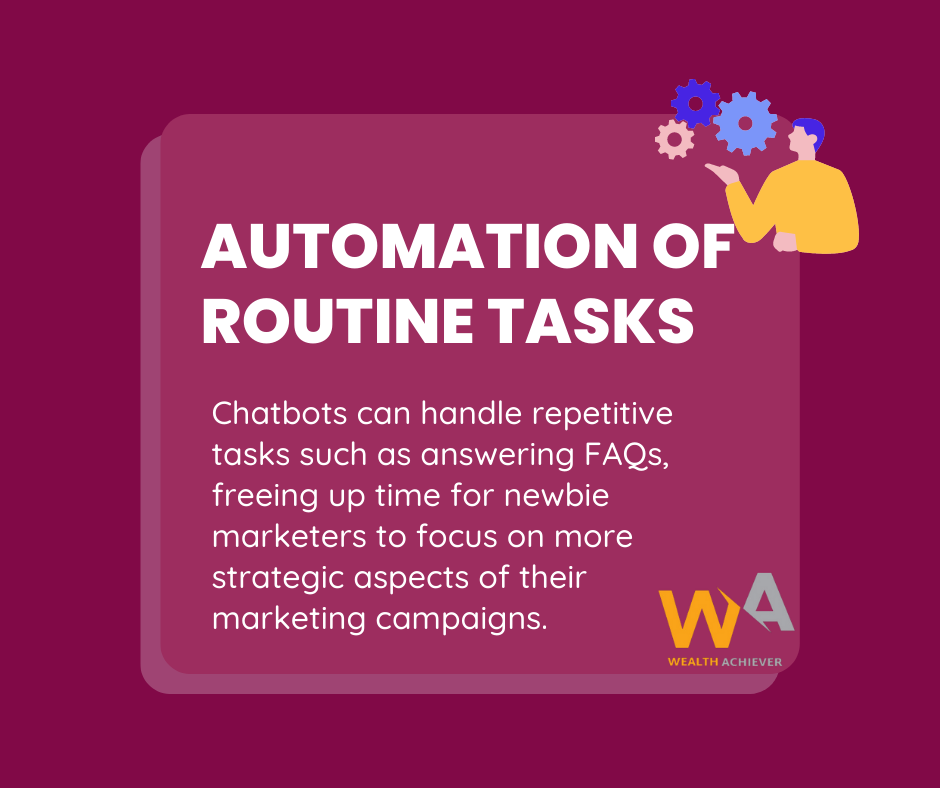 AUTOMATION OF
ROUTINE TASKS
Chatbots can handle repetitive
tasks such as answering FAQs,
freeing up time for newbie
marketers to focus on more
strategic aspects of their
marketing campaigns.
WA
WEALTH ACHIEVER